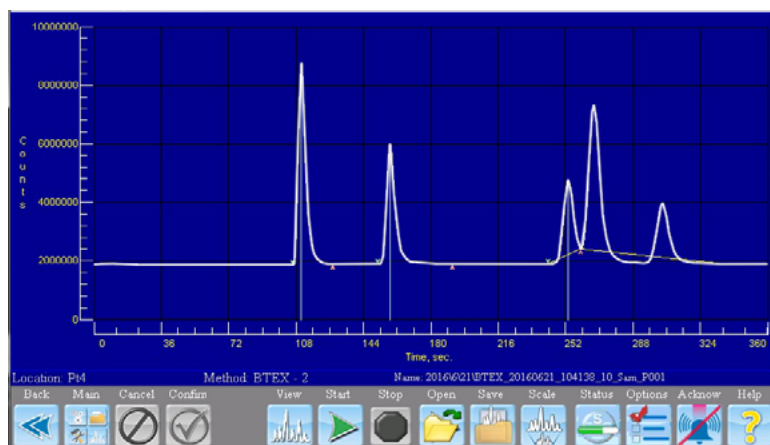 10000000
8000000
6000000
4000000
2000000
0
Counts
0 36 72 108 144 180 216 252 288 324 360
Time, sec.
Location: Pt4 Method: BTEX - 2 Name: 2016\6\21\BTEX_20160621_104138_10_Sam_P001
Back Main Cancel Confirm View Start Stop Open Save Scale Status Options Acknow Help